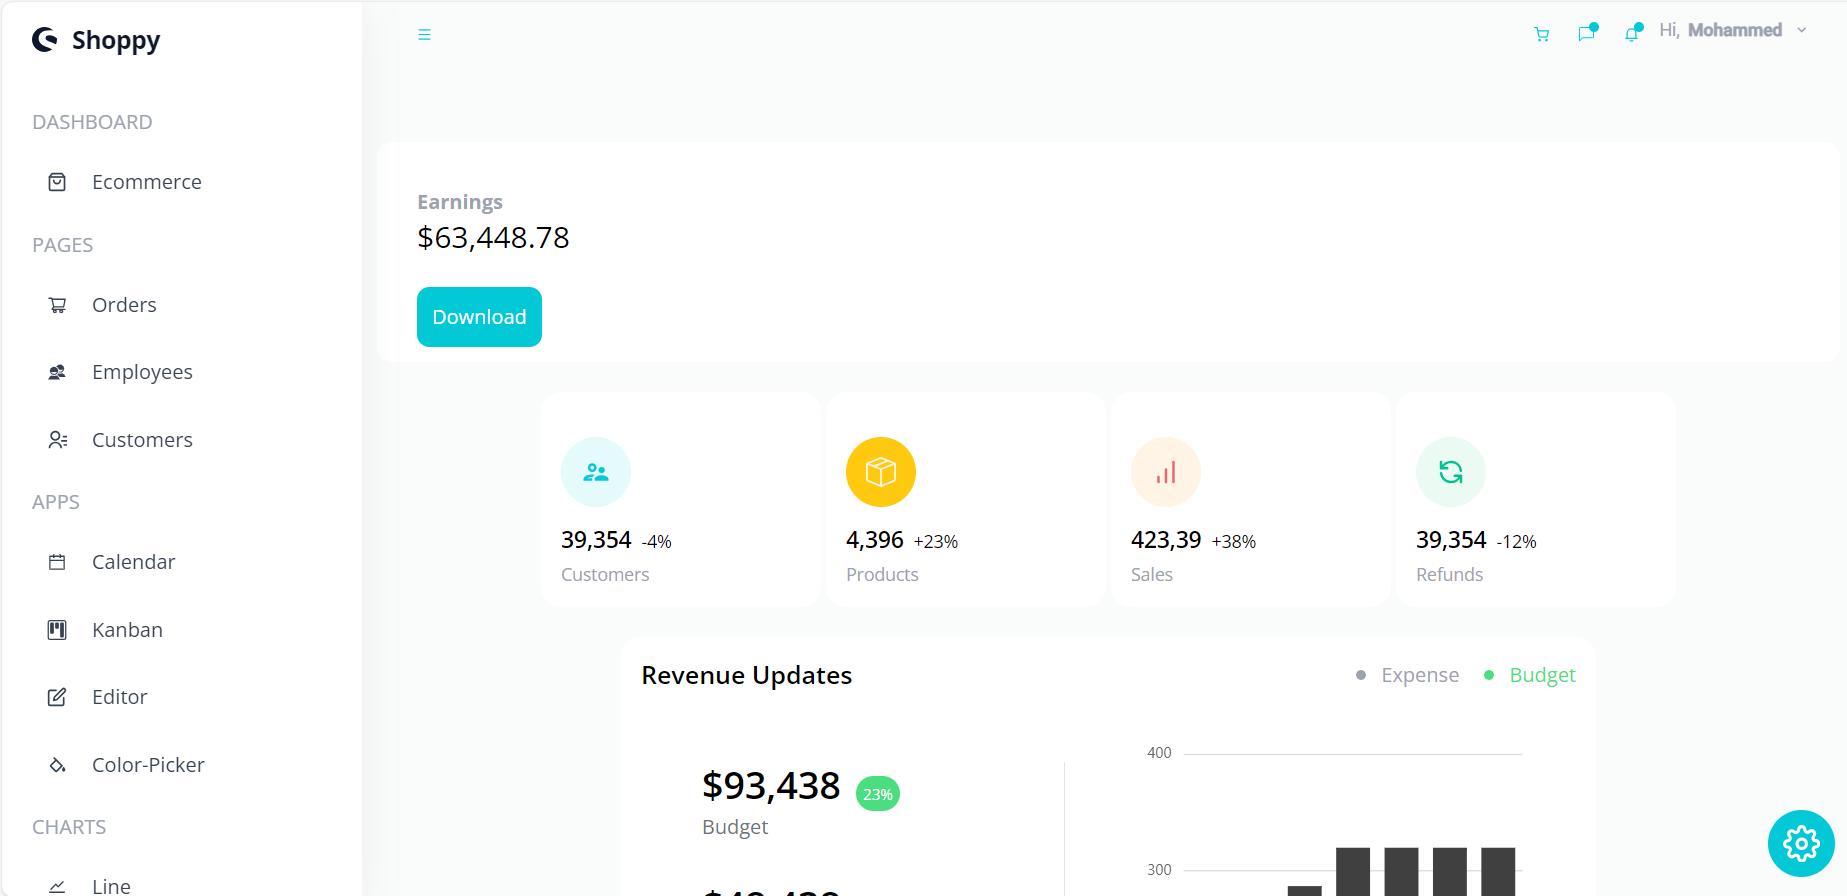 Shoppy
Hi, Mohammed
DASHBOARD
Ecommerce
PAGES
Orders
Employees
Customers
APPS
Calendar
Kanban
Editor
Color-Picker
CHARTS
Line
Earnings
$63,448.78
Download
39,354 -4%
Customers
4,396 +23%
Products
423,39 +38%
Sales
39,354 -12%
Refunds
Revenue Updates
Expense
Budget
$93,438 23%
Budget
400
300